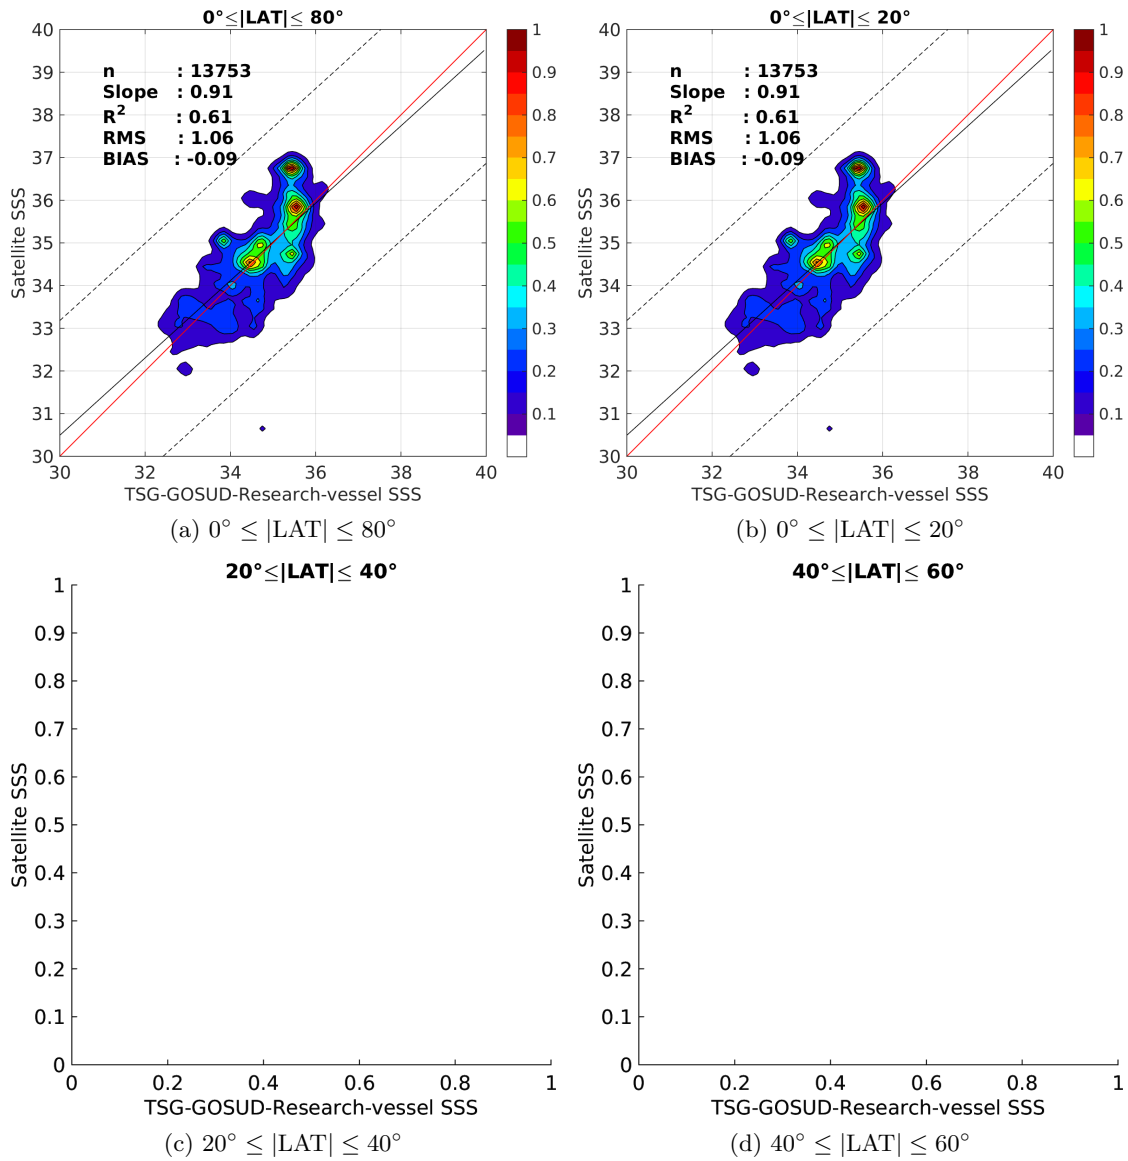 0°≤|LAT|≤ 80°
40
39
38
37
36
35
34
33
32
31
30
Satellite SSS
n : 13753
Slope : 0.91
R² : 0.61
RMS : 1.06
BIAS : -0.09
30 32 34 36 38 40
TSG-GOSUD-Research-vessel SSS
1
0.9
0.8
0.7
0.6
0.5
0.4
0.3
0.2
0.1
(a) 0° ≤ |LAT| ≤ 80°
0°≤|LAT|≤ 20°
40
39
38
37
36
35
34
33
32
31
30
Satellite SSS
n : 13753
Slope : 0.91
R² : 0.61
RMS : 1.06
BIAS : -0.09
30 32 34 36 38 40
TSG-GOSUD-Research-vessel SSS
1
0.9
0.8
0.7
0.6
0.5
0.4
0.3
0.2
0.1
(b) 0° ≤ |LAT| ≤ 20°
20°≤|LAT|≤ 40°
1
0.9
0.8
0.7
0.6
0.5
0.4
0.3
0.2
0.1
0
Satellite SSS
0 0.2 0.4 0.6 0.8 1
TSG-GOSUD-Research-vessel SSS
(c) 20° ≤ |LAT| ≤ 40°
40°≤|LAT|≤ 60°
1
0.9
0.8
0.7
0.6
0.5
0.4
0.3
0.2
0.1
0
Satellite SSS
0 0.2 0.4 0.6 0.8 1
TSG-GOSUD-Research-vessel SSS
(d) 40° ≤ |LAT| ≤ 60°